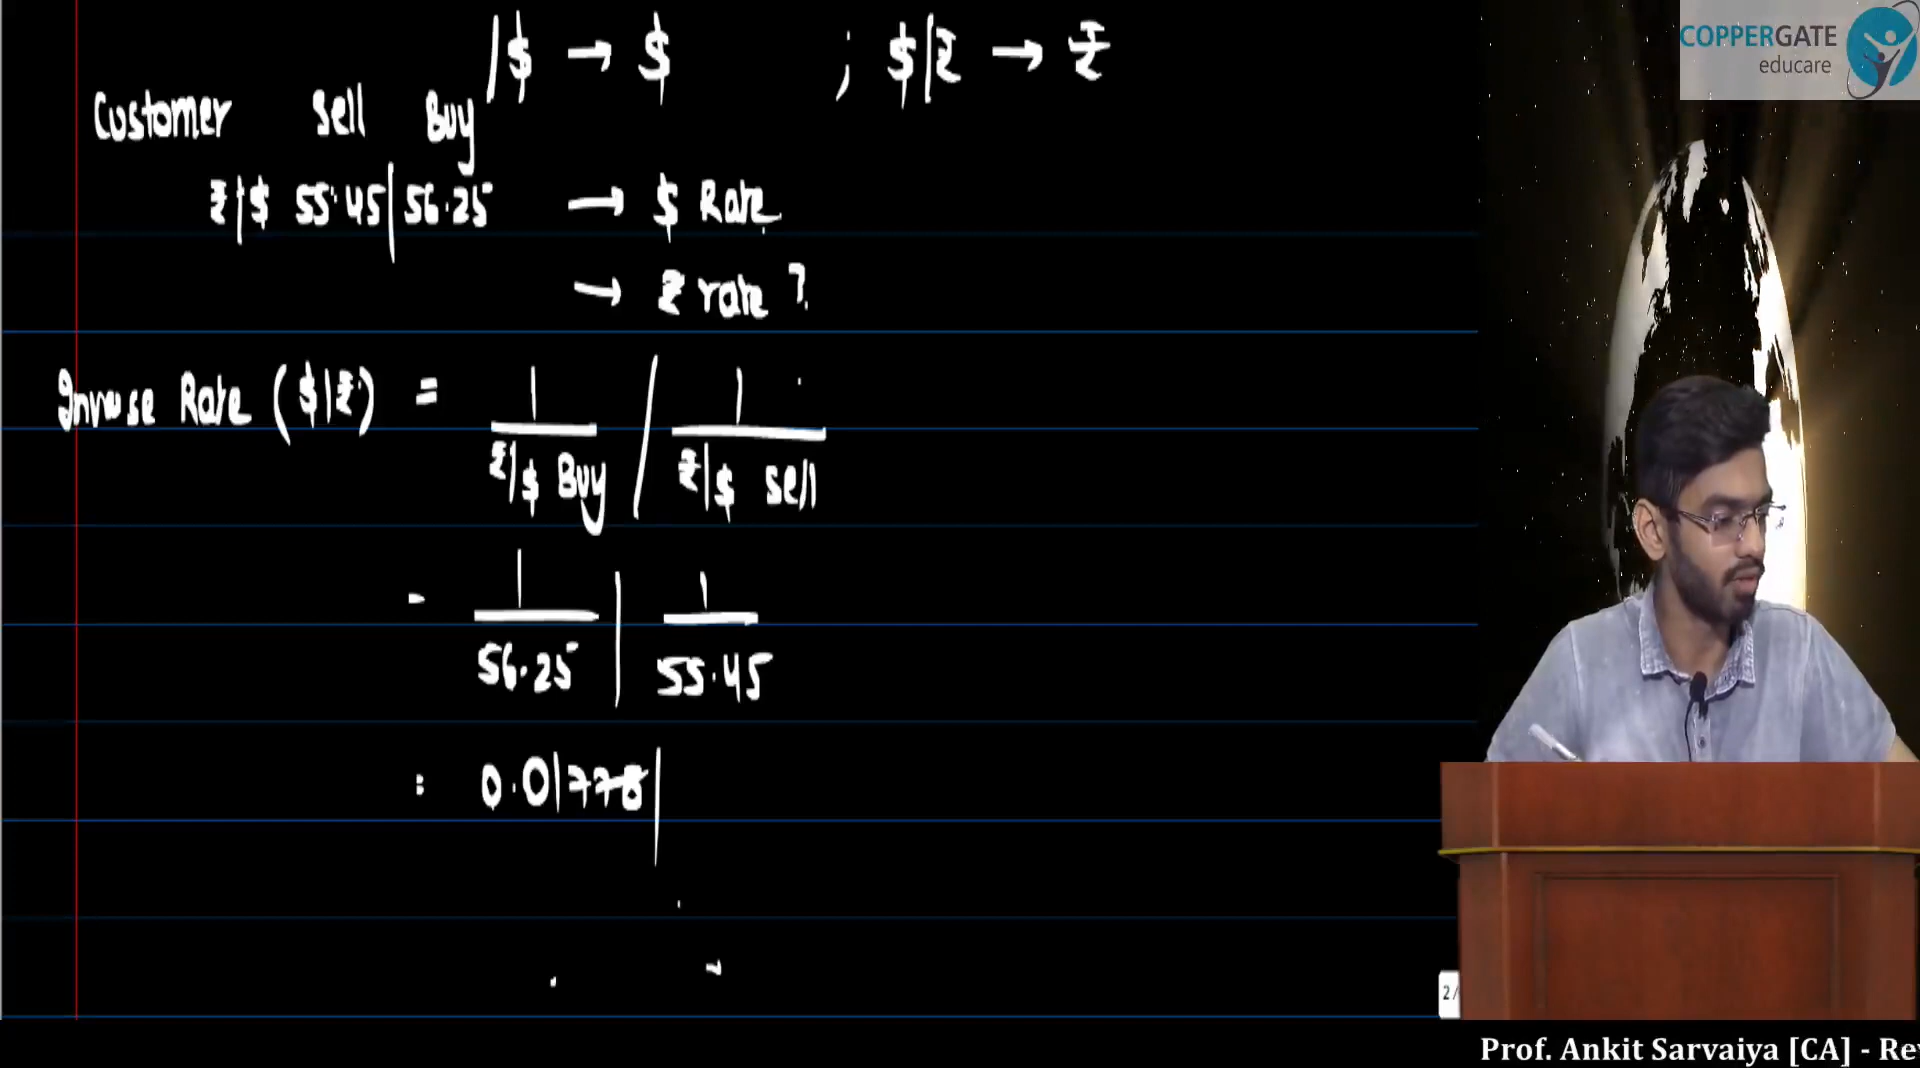 |$ → $ ; $|₹ → ₹
COPPERGATE
educare
Customer Sell Buy
₹|$ 55.45|56.25 → $ Rate
→ ₹ rate ?
Inverse Rate ($|₹) = 1 / 1
₹|$ Buy ₹|$ Sell
= 1 | 1
56.25 | 55.45
= 0.01778|
2/
Prof. Ankit Sarvaiya [CA] - Re